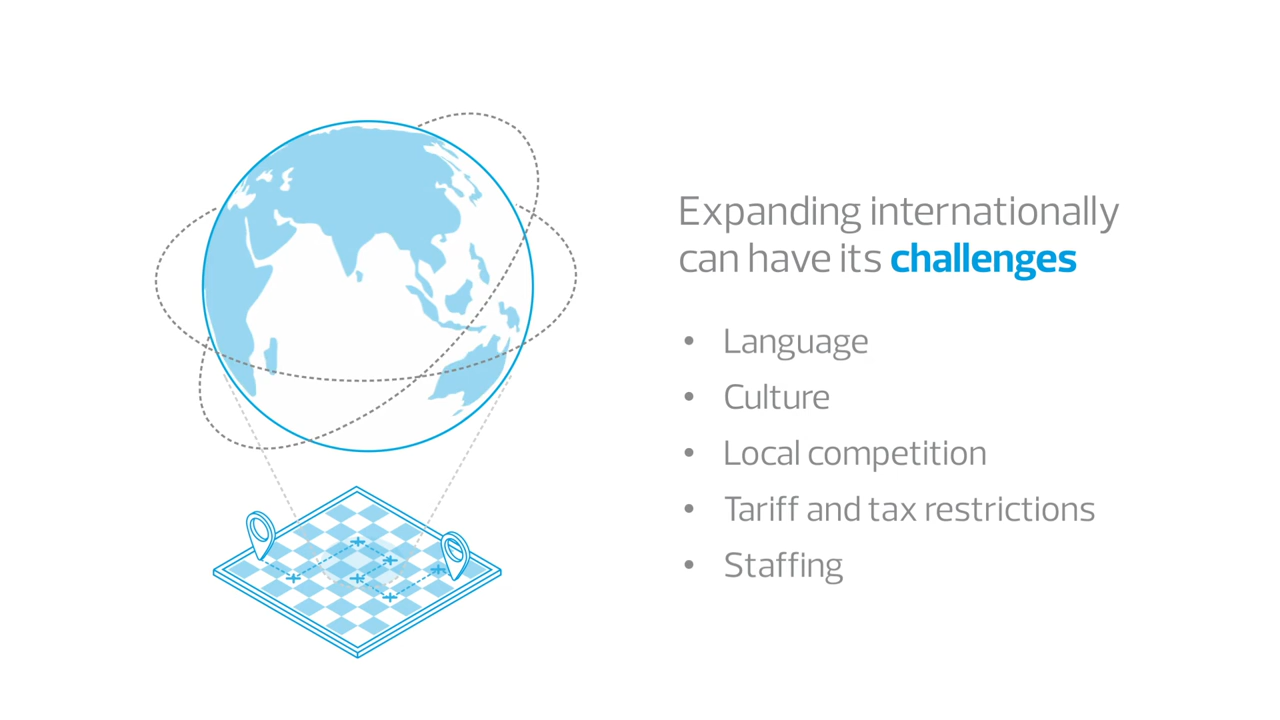 Expanding internationally
can have its challenges
• Language
• Culture
• Local competition
• Tariff and tax restrictions
• Staffing